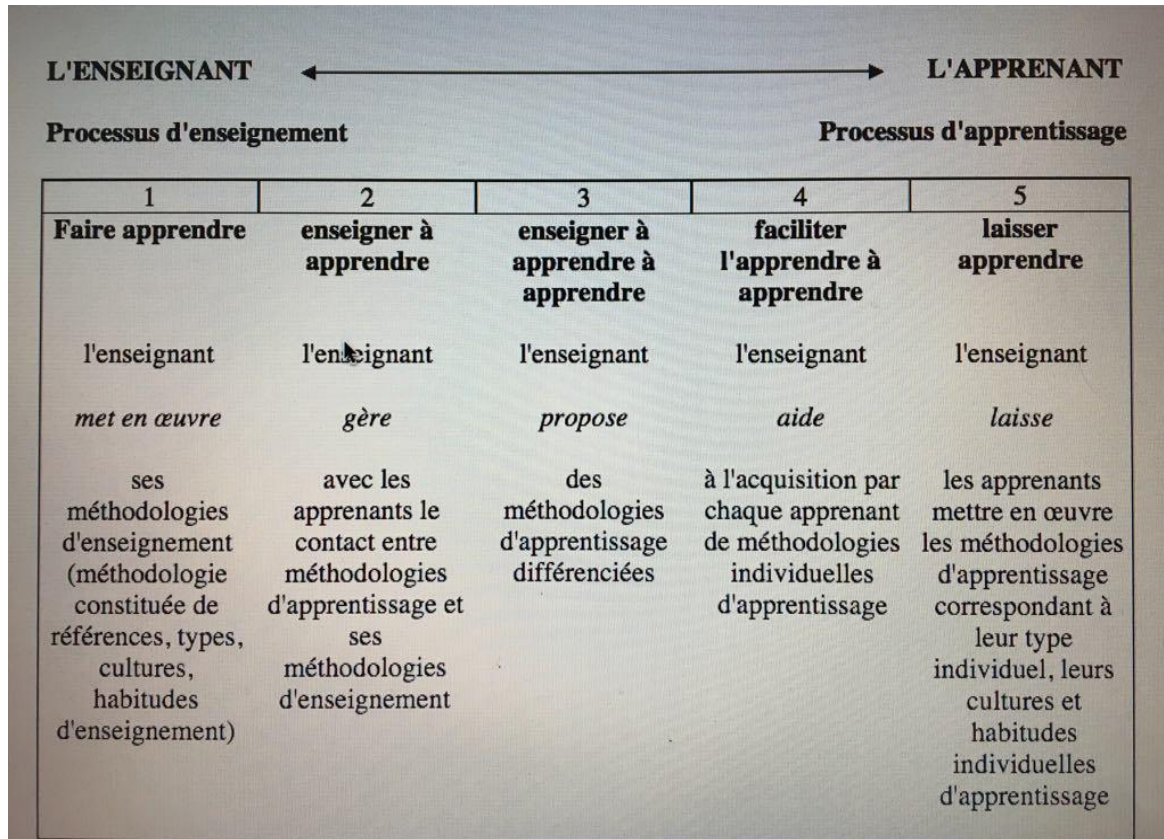 L'ENSEIGNANT L'APPRENANT
Processus d'enseignement Processus d'apprentissage
1 2 3 4 5
Faire apprendre
enseigner à
apprendre
enseigner à
apprendre à
apprendre
faciliter
l'apprendre à
apprendre
laisser
apprendre
l'enseignant l'enseignant l'enseignant l'enseignant l'enseignant
met en œuvre gère propose aide laisse
ses
méthodologies
d'enseignement
(méthodologie
constituée de
références, types,
cultures,
habitudes
d'enseignement)
avec les
apprenants le
contact entre
méthodologies
d'apprentissage et
ses
méthodologies
d'enseignement
des
méthodologies
d'apprentissage
différenciées
à l'acquisition par
chaque apprenant
de méthodologies
individuelles
d'apprentissage
les apprenants
mettre en œuvre
les méthodologies
d'apprentissage
correspondant à
leur type
individuel, leurs
cultures et
habitudes
individuelles
d'apprentissage